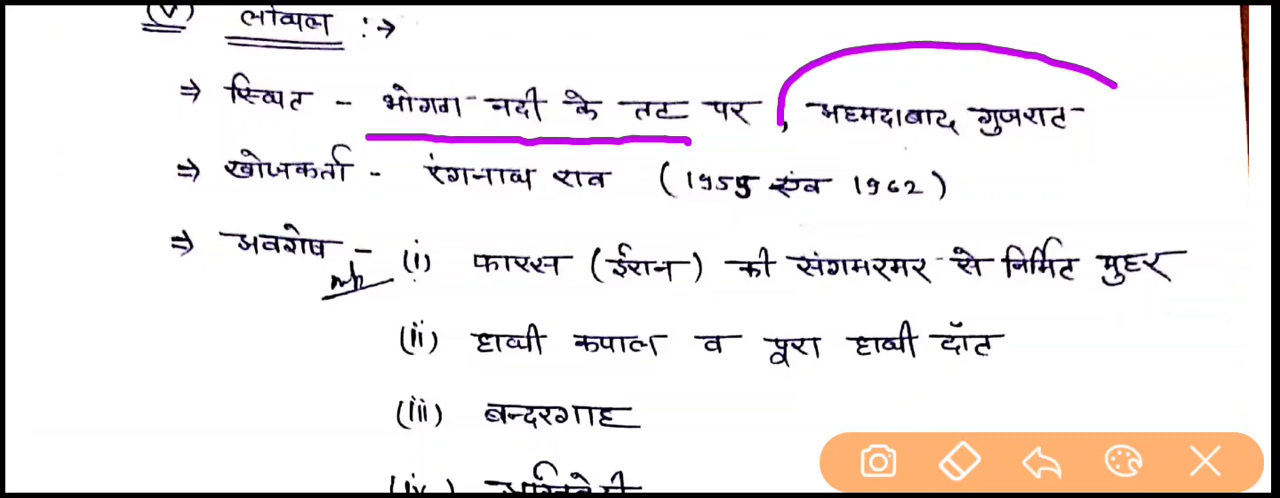 (v) लोथल :→
⇒ स्थित - भोगवा नदी के तट पर , अहमदाबाद गुजरात
⇒ खोजकर्ता - रंगनाथ राव (1955 एंव 1962)
⇒ अवशेष - (i) फारस (ईरान) की संगमरमर से निर्मित मुहर
(ii) हाथी कपाल व पूरा हाथी दाँत
(iii) बन्दरगाह
(iv)